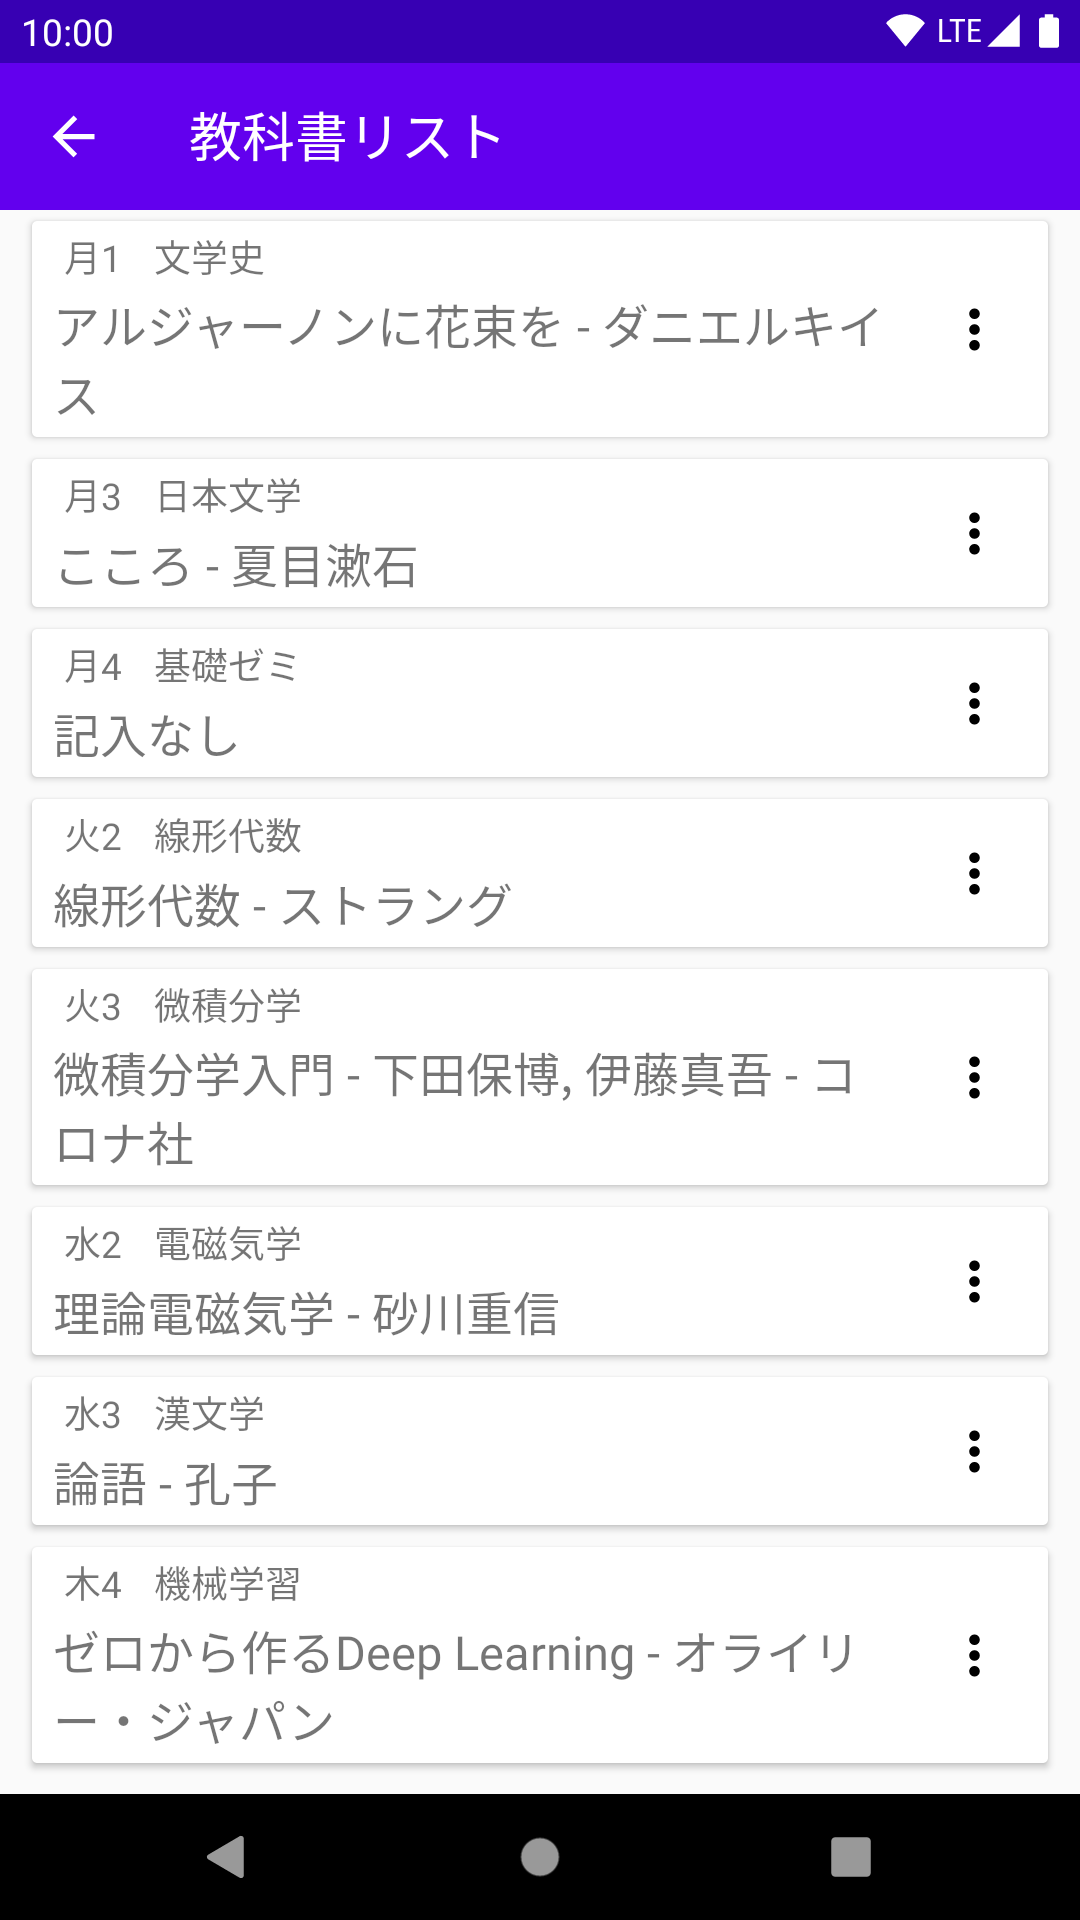 10:00 LTE
教科書リスト
月1 文学史
アルジャーノンに花束を - ダニエルキイ
ス
月3 日本文学
こころ - 夏目漱石
月4 基礎ゼミ
記入なし
火2 線形代数
線形代数 - ストラング
火3 微積分学
微積分学入門 - 下田保博, 伊藤真吾 - コ
ロナ社
水2 電磁気学
理論電磁気学 - 砂川重信
水3 漢文学
論語 - 孔子
木4 機械学習
ゼロから作るDeep Learning - オライリ
ー・ジャパン